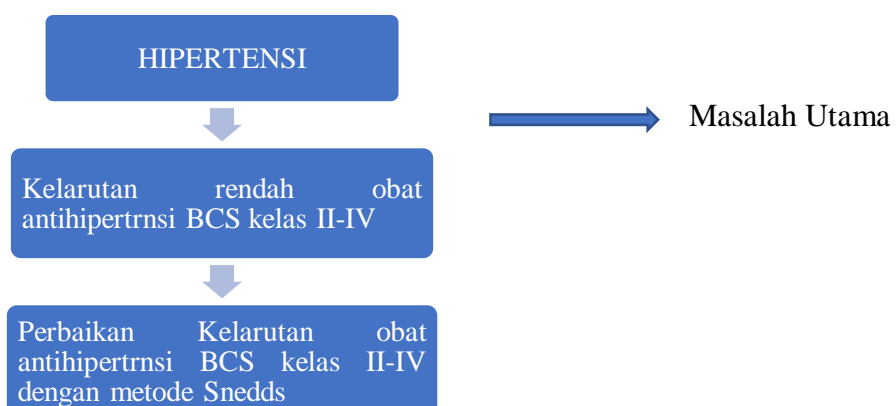 HIPERTENSI
Masalah Utama
Kelarutan rendah obat
antihipertrnsi BCS kelas II-IV
Perbaikan Kelarutan obat
antihipertrnsi BCS kelas II-IV
dengan metode Snedds